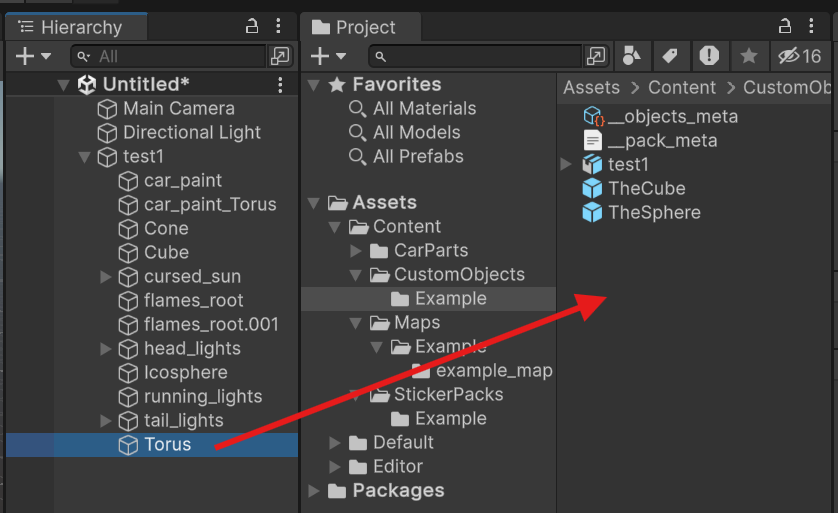 Hierarchy
All
Untitled*
Main Camera
Directional Light
test1
car_paint
car_paint_Torus
Cone
Cube
cursed_sun
flames_root
flames_root.001
head_lights
Icosphere
running_lights
tail_lights
Torus
Project
16
Favorites
All Materials
All Models
All Prefabs
Assets
Content
CarParts
CustomObjects
Example
Maps
Example
example_map
StickerPacks
Example
Default
Editor
Packages
Assets > Content > CustomOb
__objects_meta
__pack_meta
test1
TheCube
TheSphere